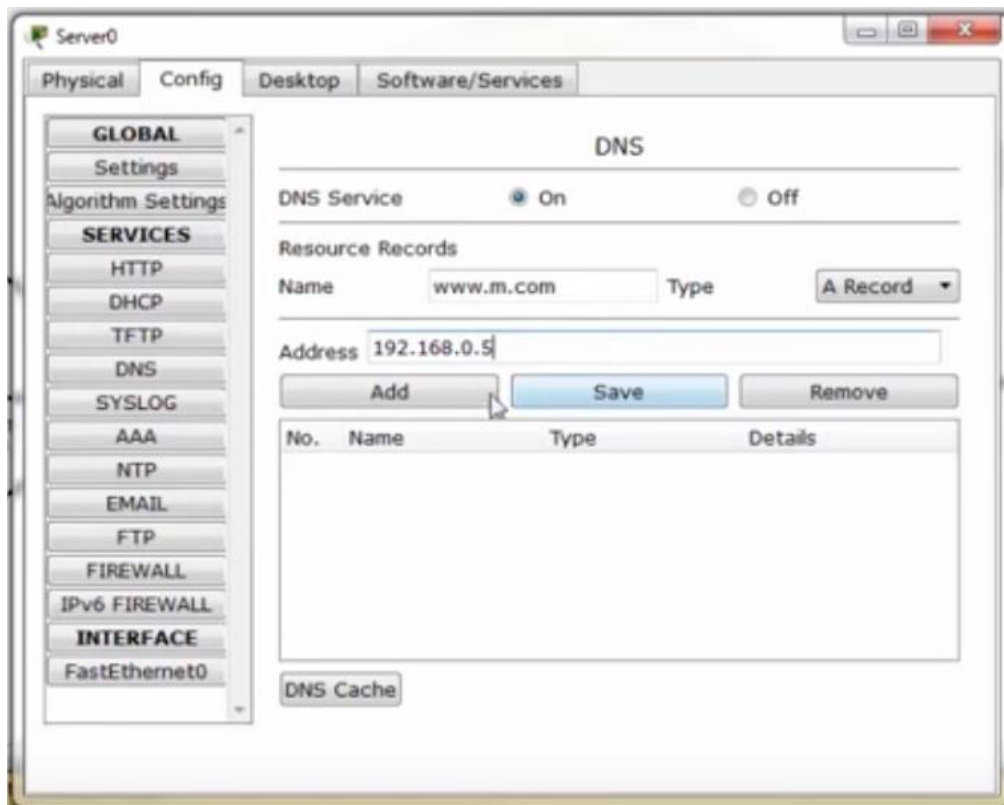 Server0
Physical Config Desktop Software/Services
GLOBAL
Settings
Algorithm Settings
SERVICES
HTTP
DHCP
TFTP
DNS
SYSLOG
AAA
NTP
EMAIL
FTP
FIREWALL
IPv6 FIREWALL
INTERFACE
FastEthernet0
DNS
DNS Service On Off
Resource Records
Name www.m.com Type A Record
Address 192.168.0.5
Add Save Remove
No. Name Type Details
DNS Cache